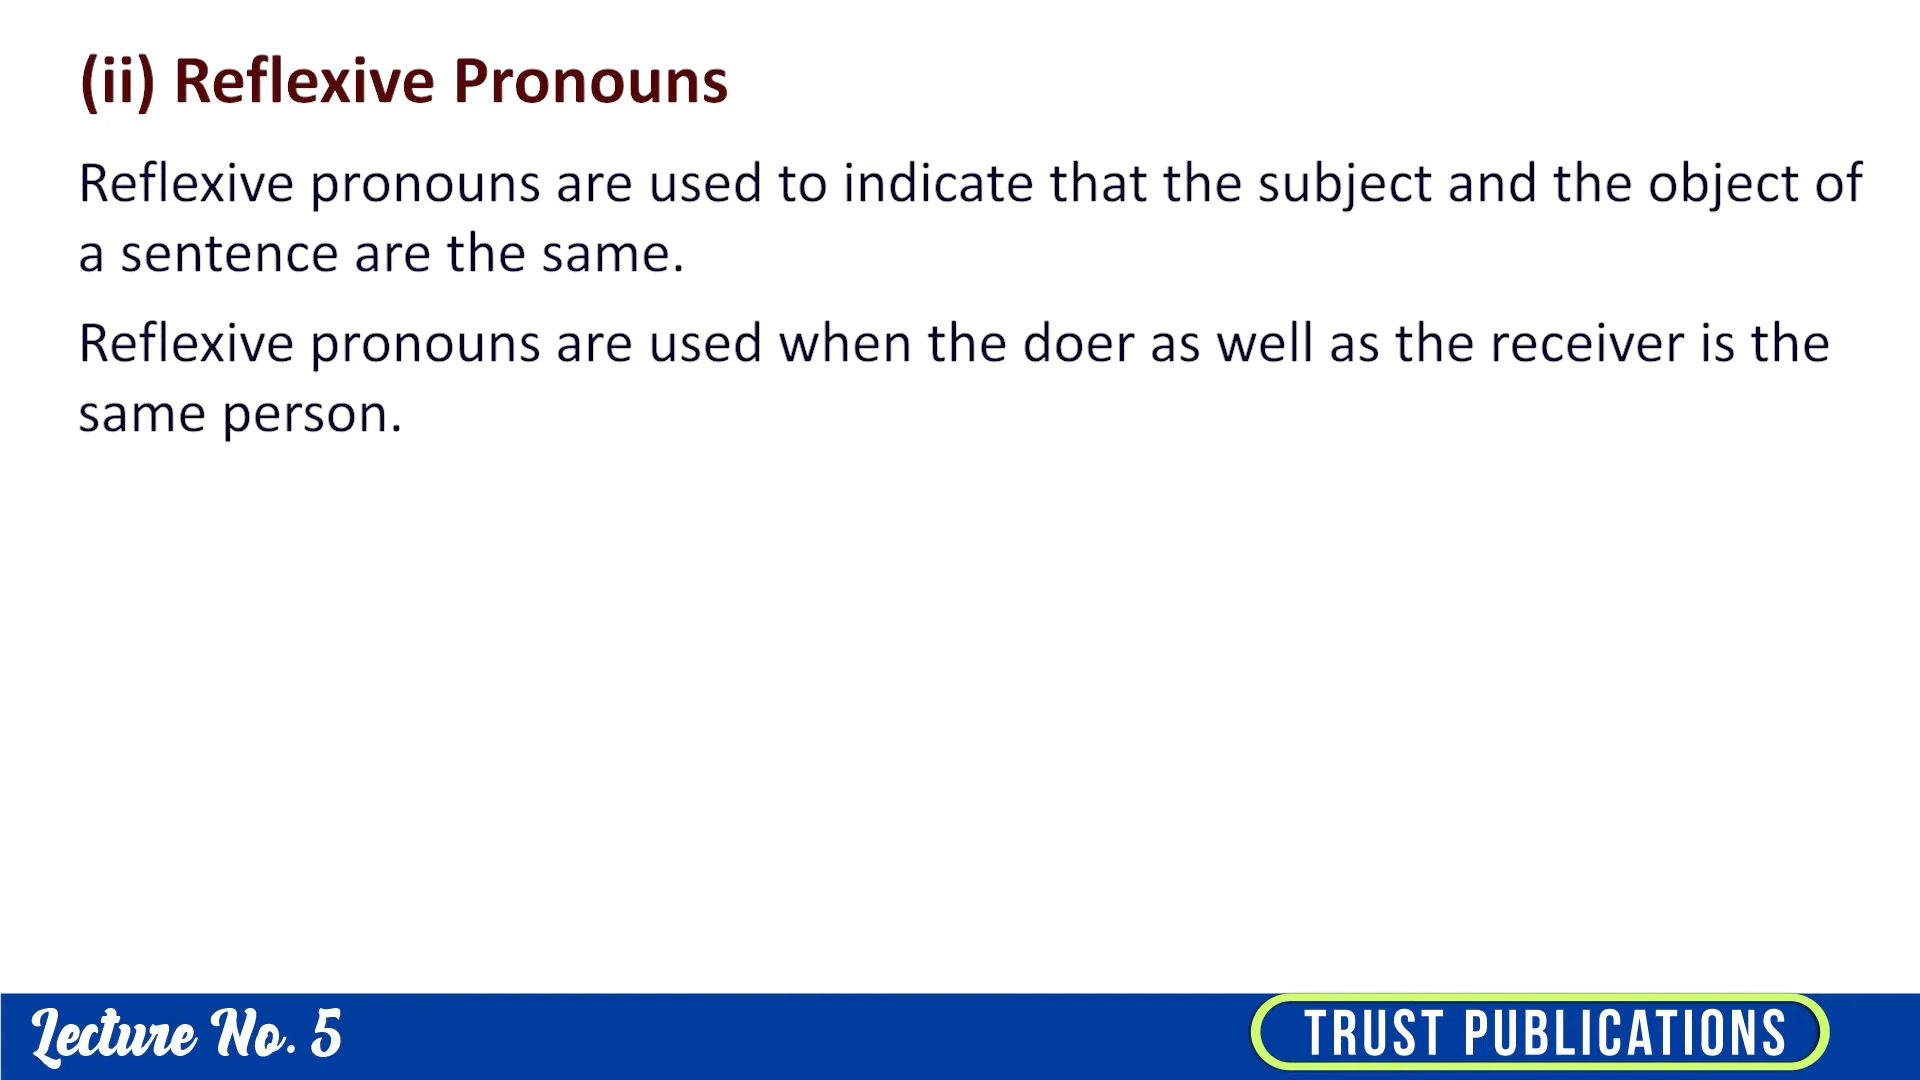 (ii) Reflexive Pronouns
Reflexive pronouns are used to indicate that the subject and the object of
a sentence are the same.
Reflexive pronouns are used when the doer as well as the receiver is the
same person.
Lecture No. 5
TRUST PUBLICATIONS